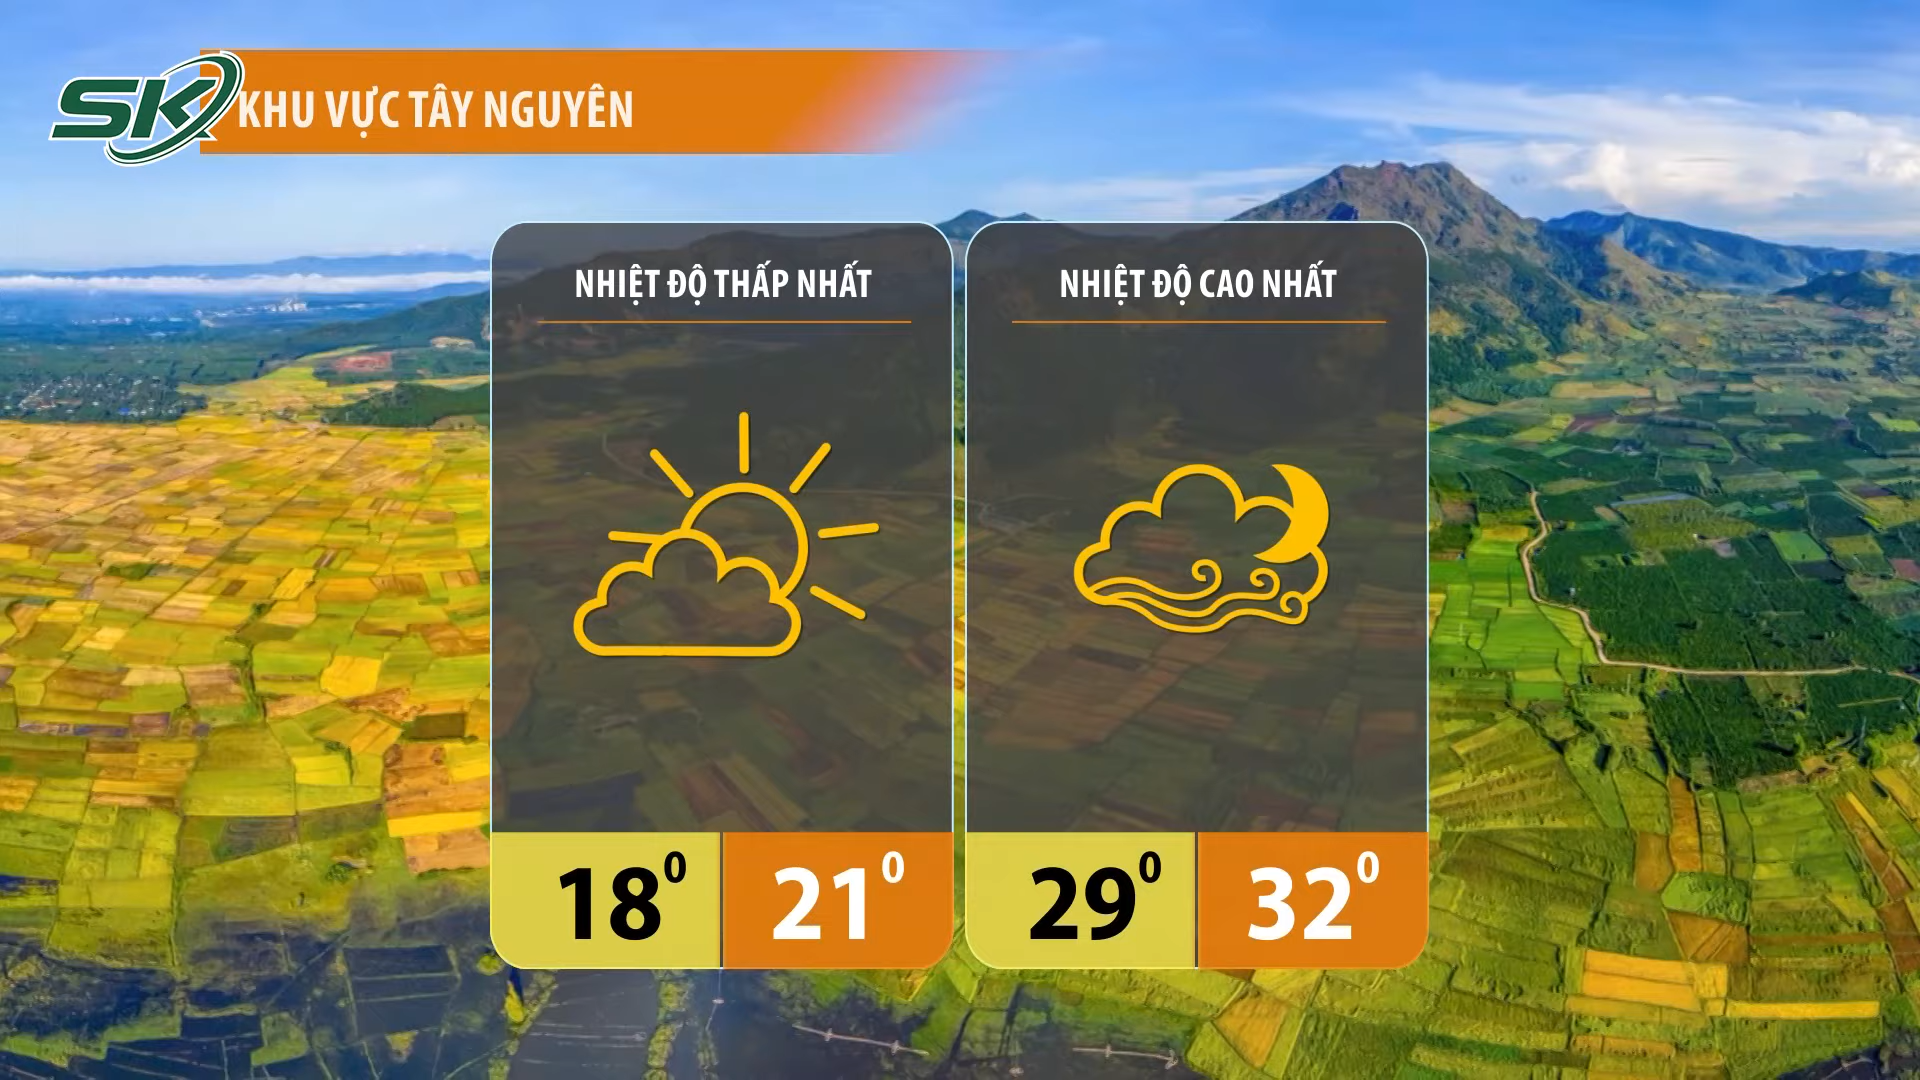 SK
KHU VỰC TÂY NGUYÊN
NHIỆT ĐỘ THẤP NHẤT
NHIỆT ĐỘ CAO NHẤT
18⁰ 21⁰
29⁰ 32⁰